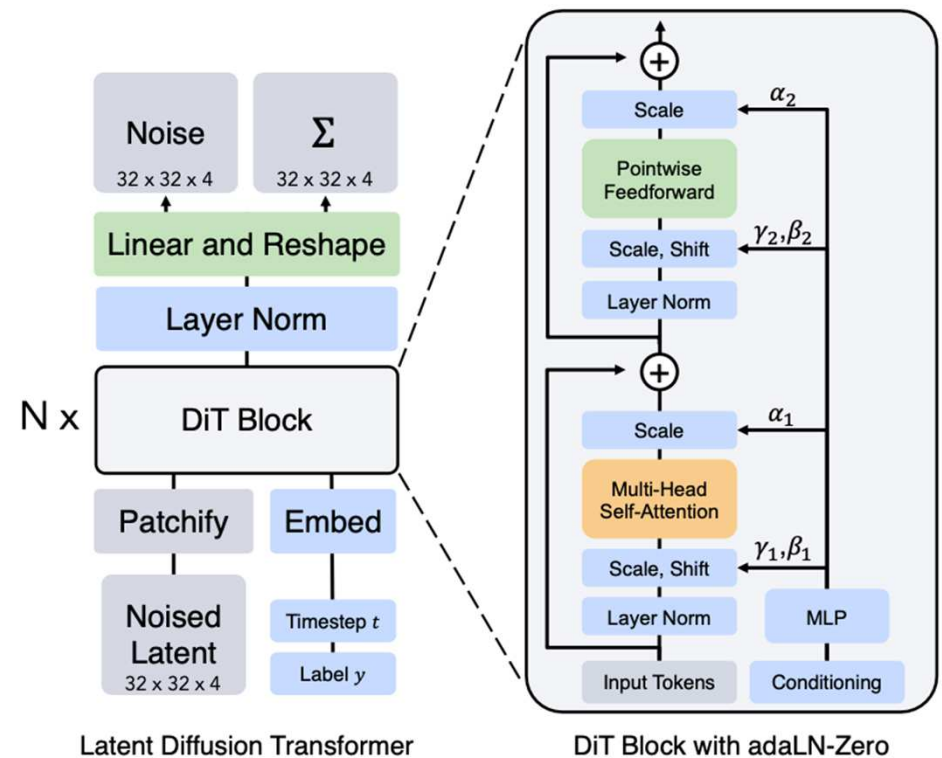 Noise
32 x 32 x 4
Σ
32 x 32 x 4
Linear and Reshape
Layer Norm
N x
DiT Block
Patchify
Embed
Noised
Latent
32 x 32 x 4
Timestep t
Label y
Latent Diffusion Transformer
+
Scale
α₂
Pointwise
Feedforward
Scale, Shift
γ₂,β₂
Layer Norm
+
Scale
α₁
Multi-Head
Self-Attention
Scale, Shift
γ₁,β₁
Layer Norm
MLP
Input Tokens
Conditioning
DiT Block with adaLN-Zero